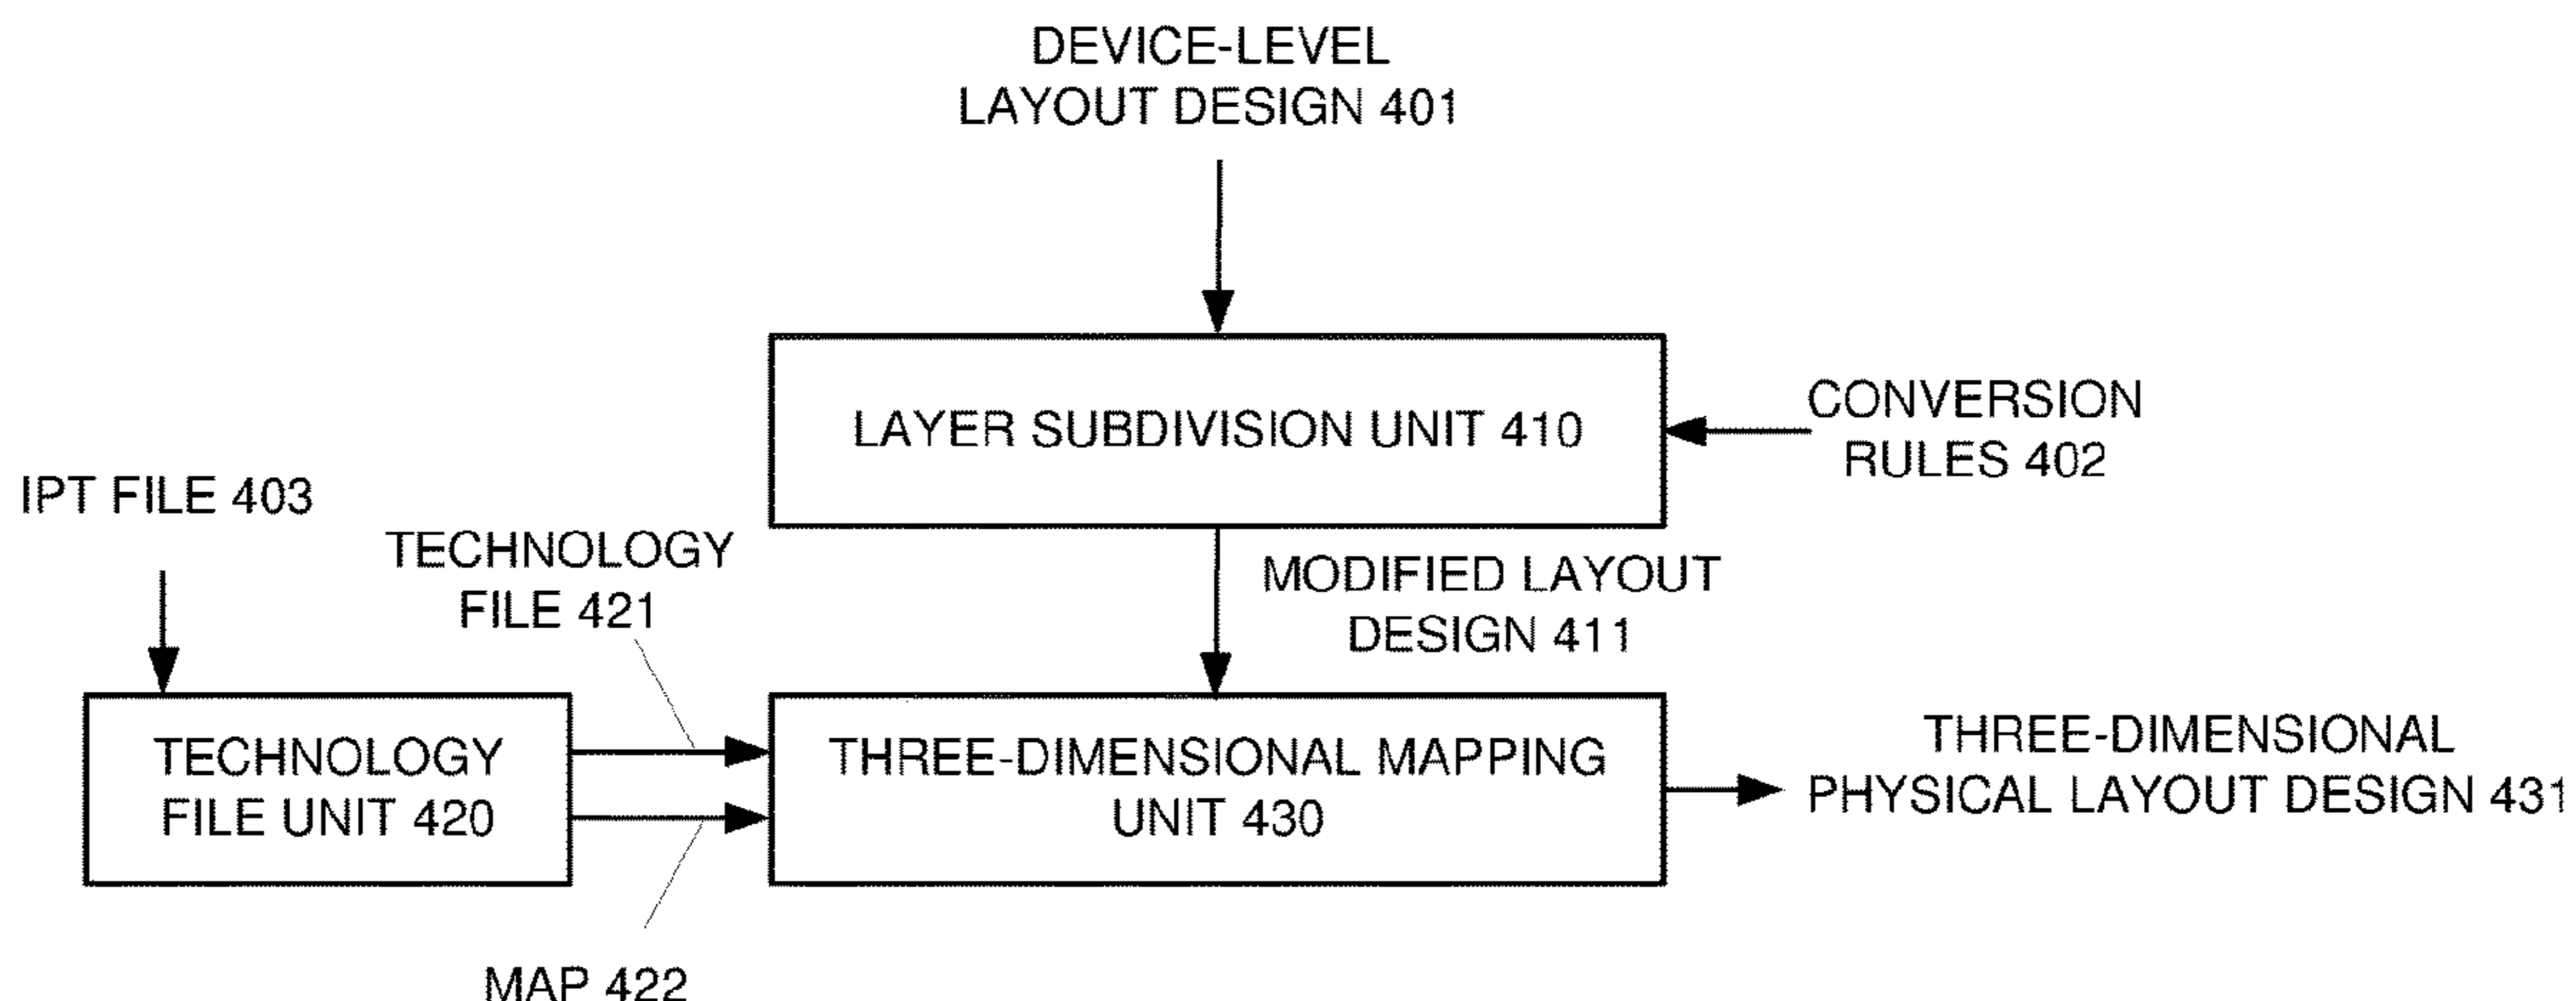 DEVICE-LEVEL
LAYOUT DESIGN 401
LAYER SUBDIVISION UNIT 410
CONVERSION
RULES 402
IPT FILE 403
TECHNOLOGY
FILE 421
MODIFIED LAYOUT
DESIGN 411
TECHNOLOGY
FILE UNIT 420
THREE-DIMENSIONAL MAPPING
UNIT 430
THREE-DIMENSIONAL
PHYSICAL LAYOUT DESIGN 431
MAP 422